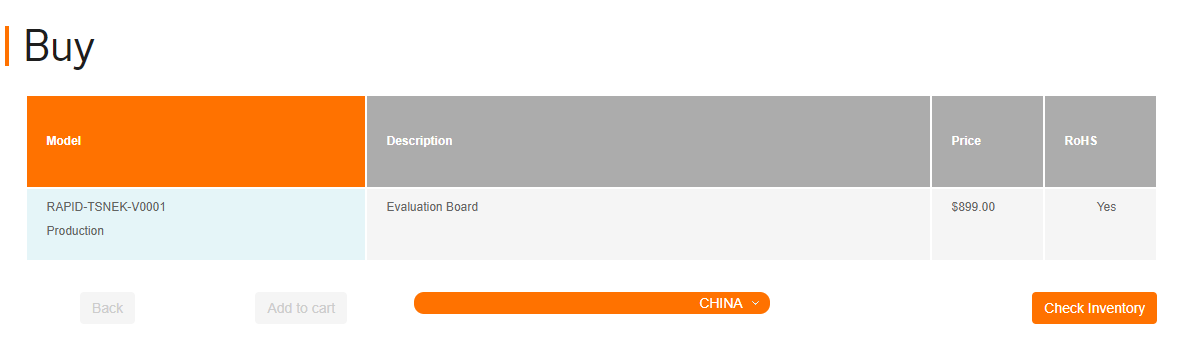 Buy
Model Description Price RoHS
RAPID-TSNEK-V0001 Evaluation Board $899.00 Yes
Production
Back Add to cart CHINA Check Inventory